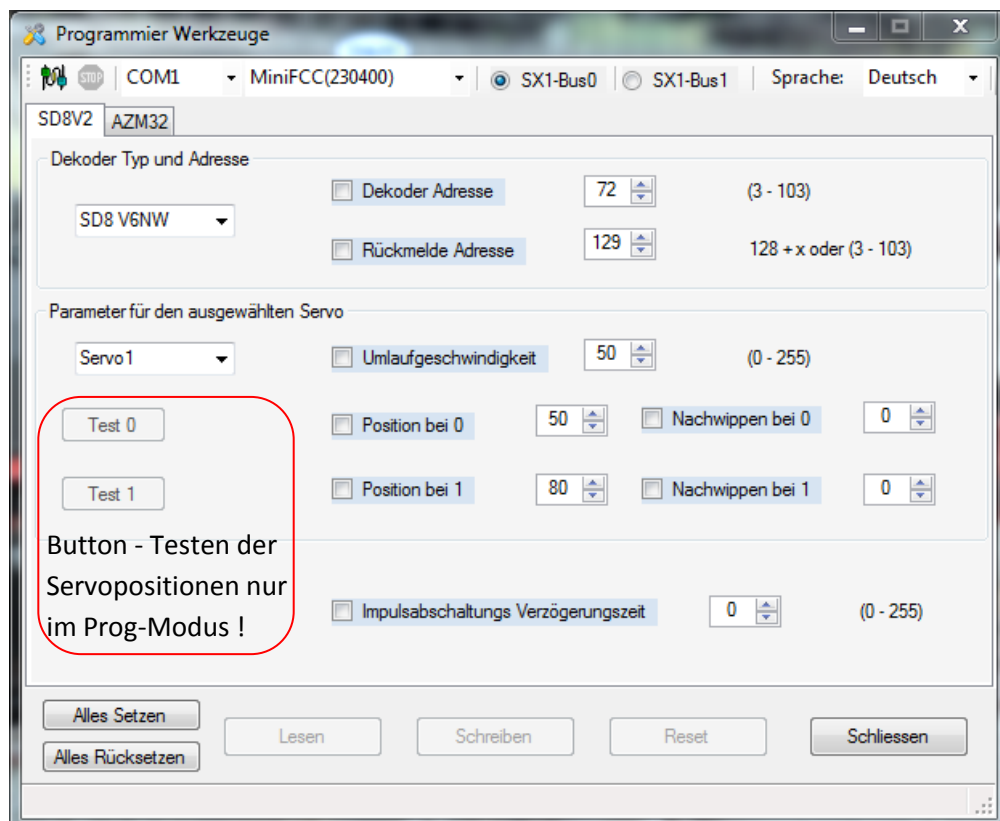 Programmier Werkzeuge
STOP COM1 MiniFCC(230400) SX1-Bus0 SX1-Bus1 Sprache: Deutsch
SD8V2 AZM32
Dekoder Typ und Adresse
SD8 V6NW
Dekoder Adresse 72 (3 - 103)
Rückmelde Adresse 129 128 + x oder (3 - 103)
Parameter für den ausgewählten Servo
Servo1 Umlaufgeschwindigkeit 50 (0 - 255)
Test 0 Position bei 0 50 Nachwippen bei 0 0
Test 1 Position bei 1 80 Nachwippen bei 1 0
Button - Testen der
Servopositionen nur
im Prog-Modus !
Impulsabschaltungs Verzögerungszeit 0 (0 - 255)
Alles Setzen
Alles Rücksetzen
Lesen Schreiben Reset Schliessen